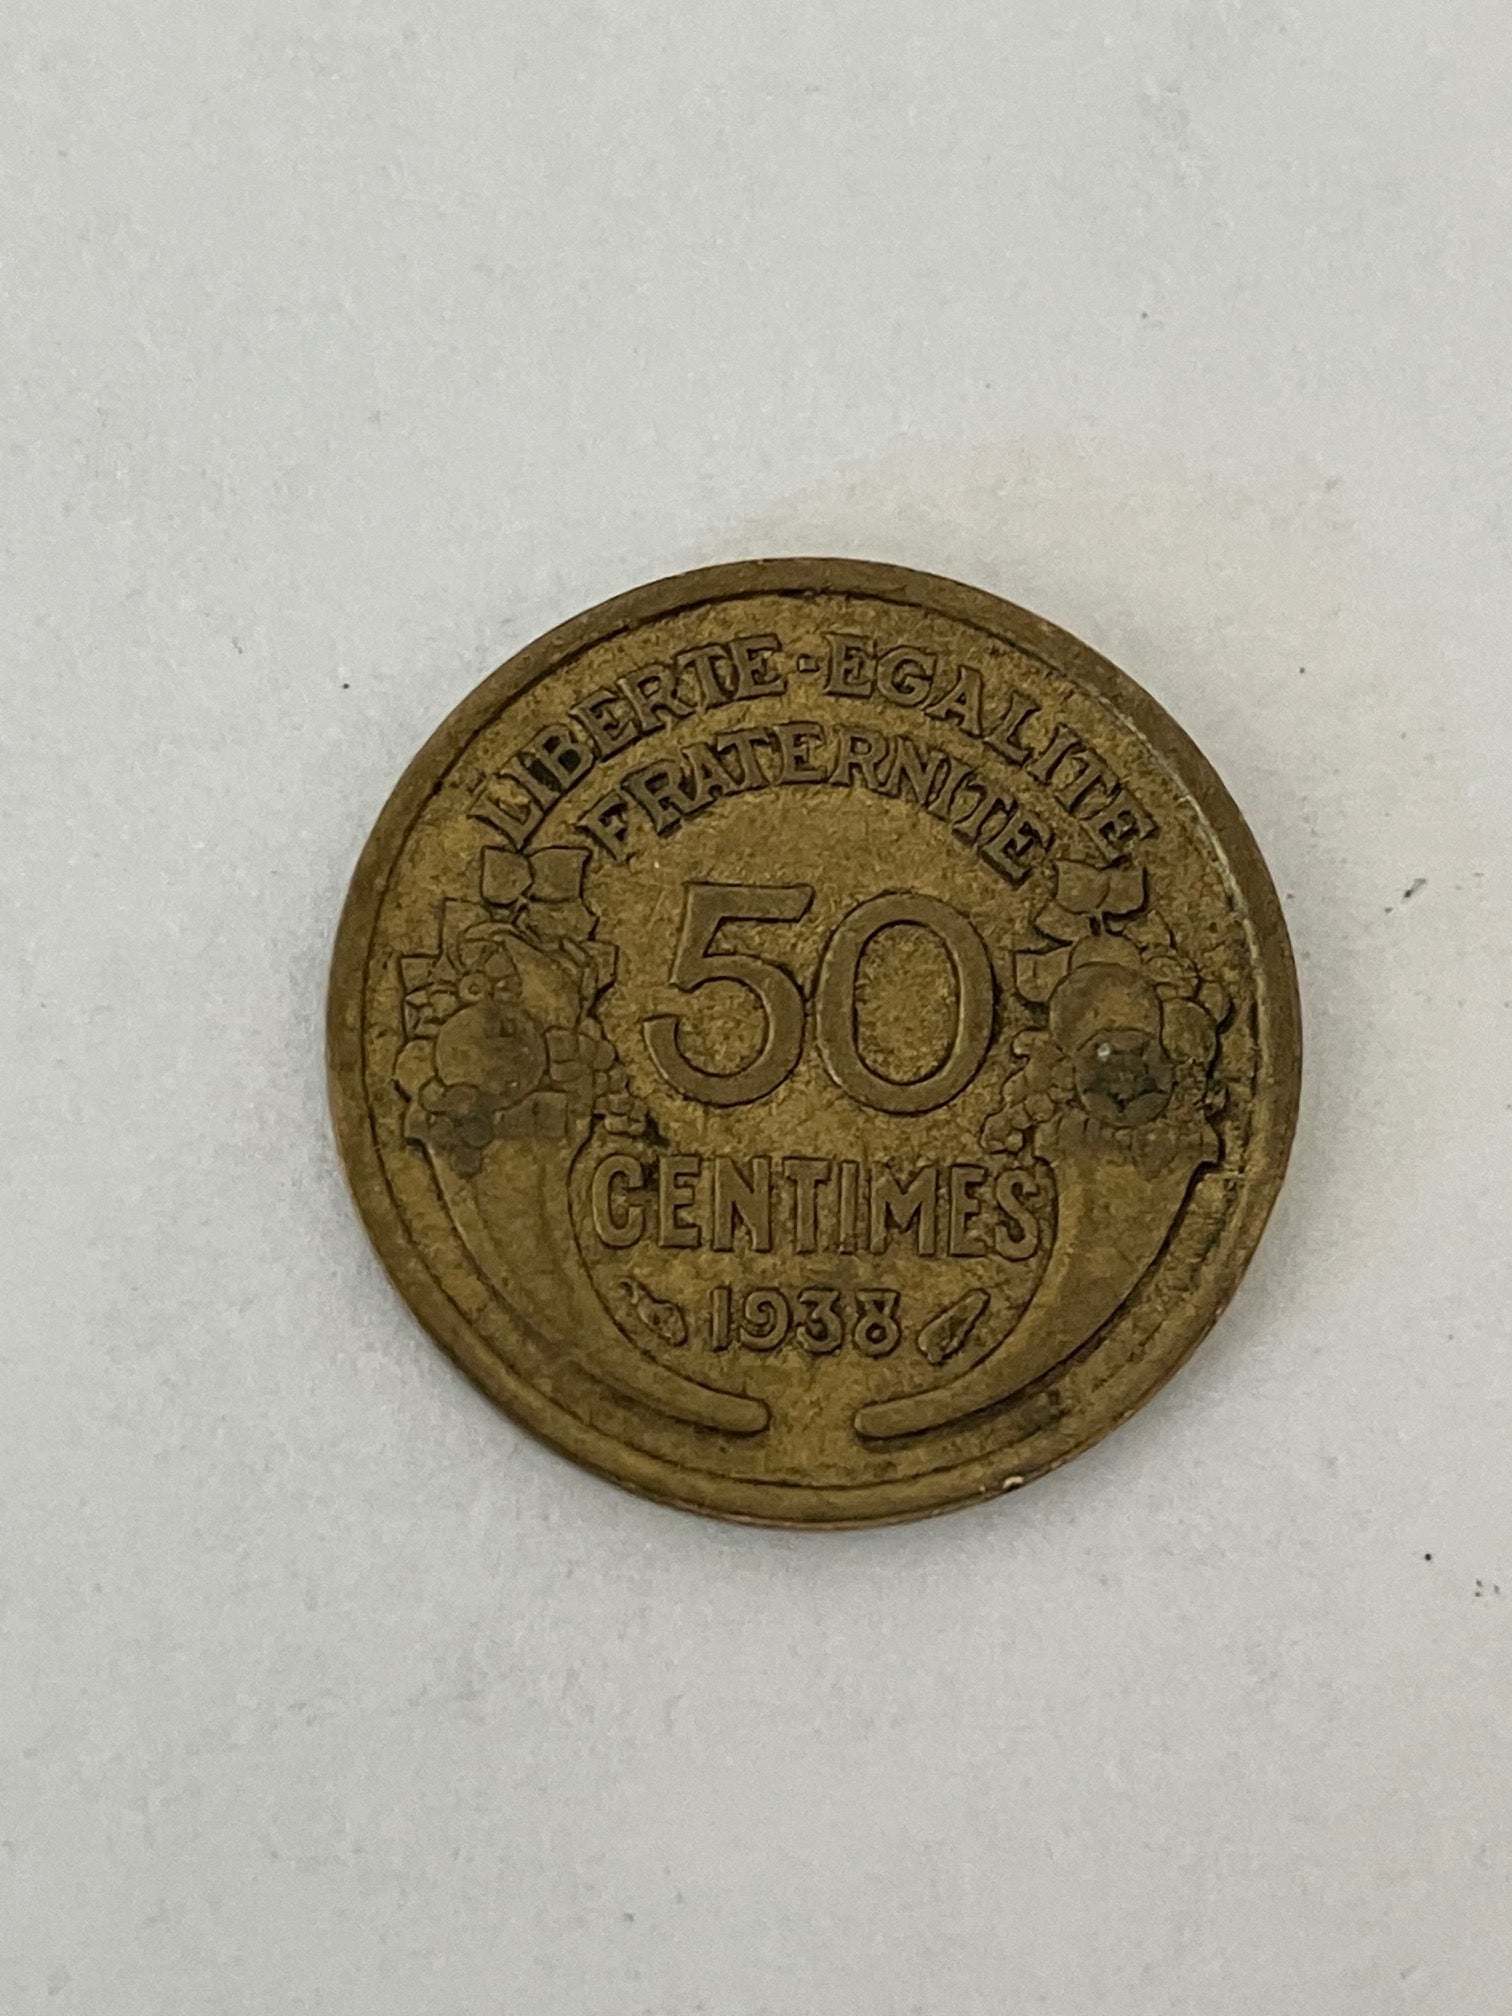 LIBERTE-EGALITE
FRATERNITE
50
CENTIMES
1938